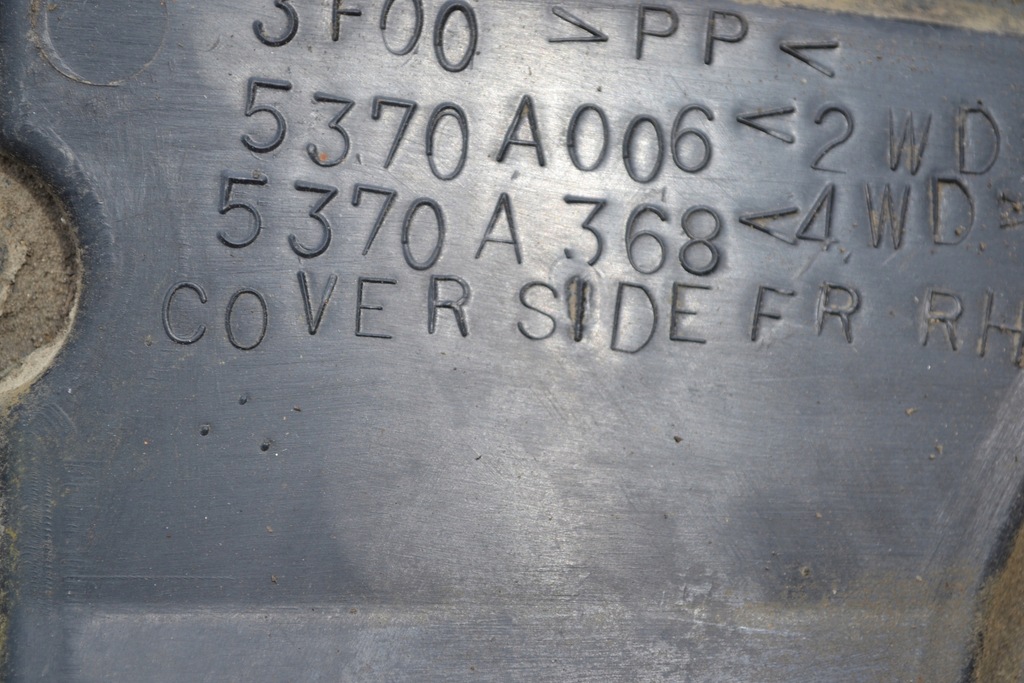 3F00 >PP<
5370A006<2WD>
5370A368<4WD>
COVER SIDE FR RH